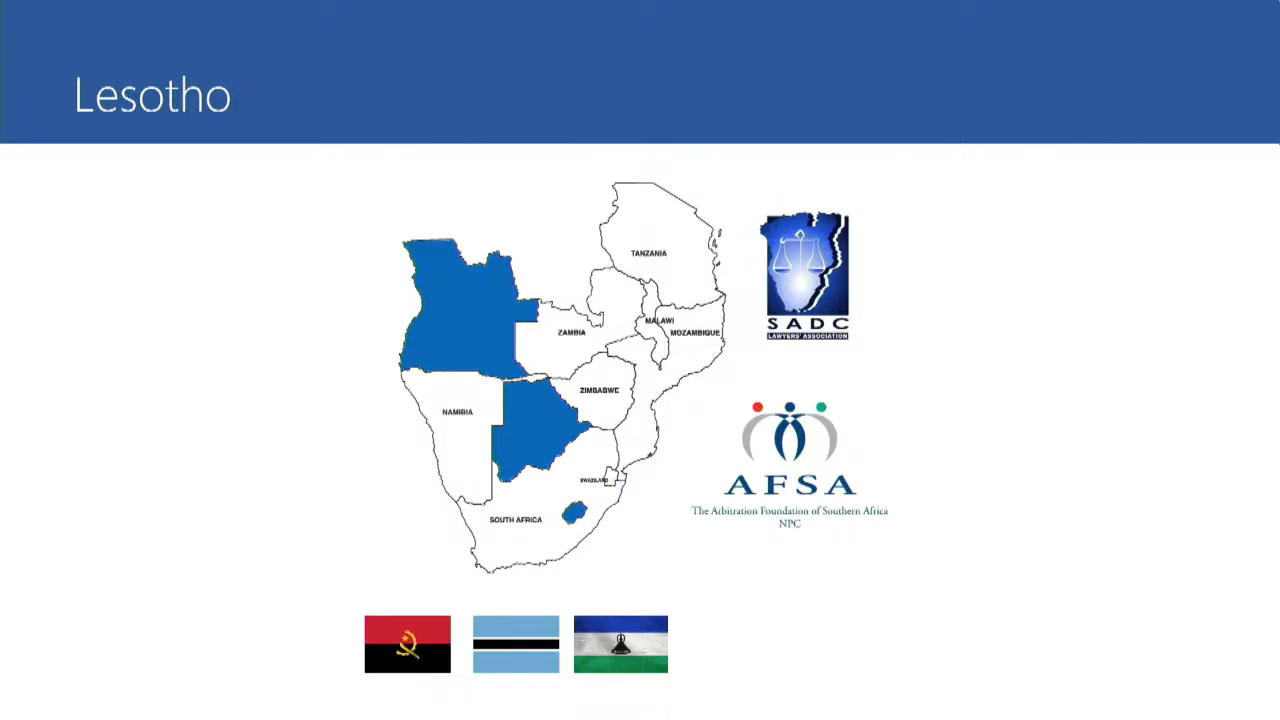 Lesotho
TANZANIA
MALAWI
ZAMBIA
MOZAMBIQUE
ZIMBABWE
NAMIBIA
SWAZILAND
SOUTH AFRICA
SADC
LAWYERS' ASSOCIATION
AFSA
The Arbitration Foundation of Southern Africa
NPC